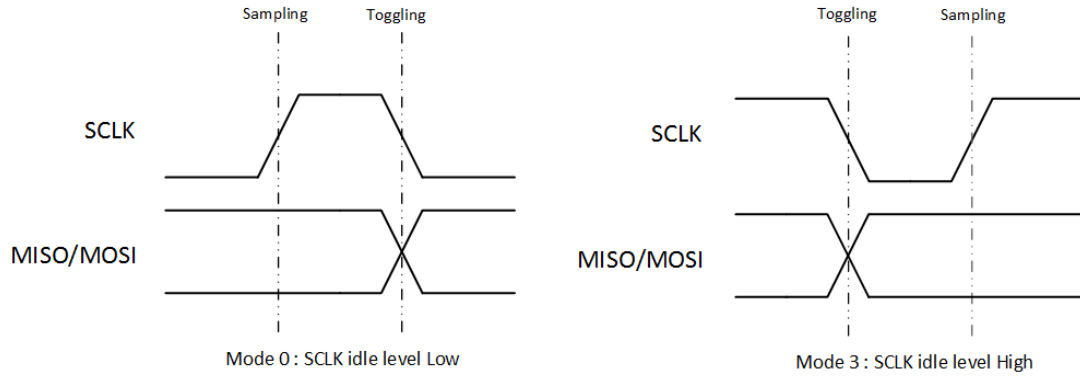 Sampling Toggling
SCLK
MISO/MOSI
Mode 0 : SCLK idle level Low
Toggling Sampling
SCLK
MISO/MOSI
Mode 3 : SCLK idle level High